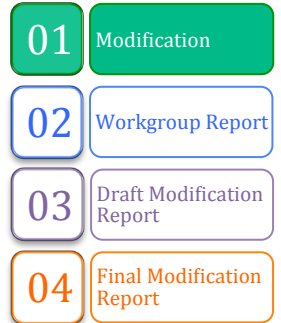 01 Modification
02 Workgroup Report
03 Draft Modification
Report
04 Final Modification
Report